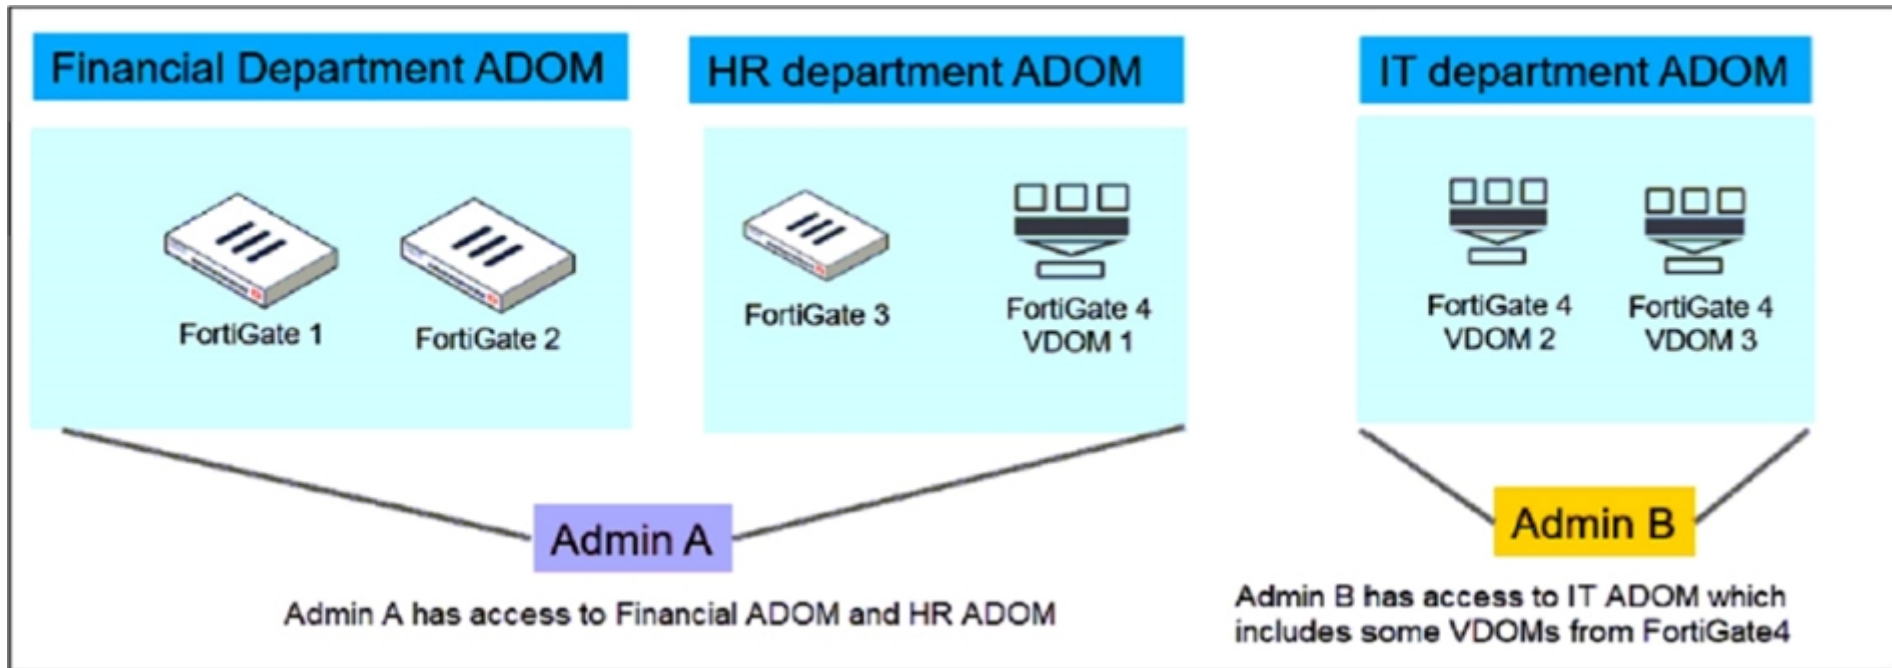 Financial Department ADOM
HR department ADOM
IT department ADOM
FortiGate 1
FortiGate 2
FortiGate 3
FortiGate 4
VDOM 1
FortiGate 4
VDOM 2
FortiGate 4
VDOM 3
Admin A
Admin B
Admin A has access to Financial ADOM and HR ADOM
Admin B has access to IT ADOM which
includes some VDOMs from FortiGate4